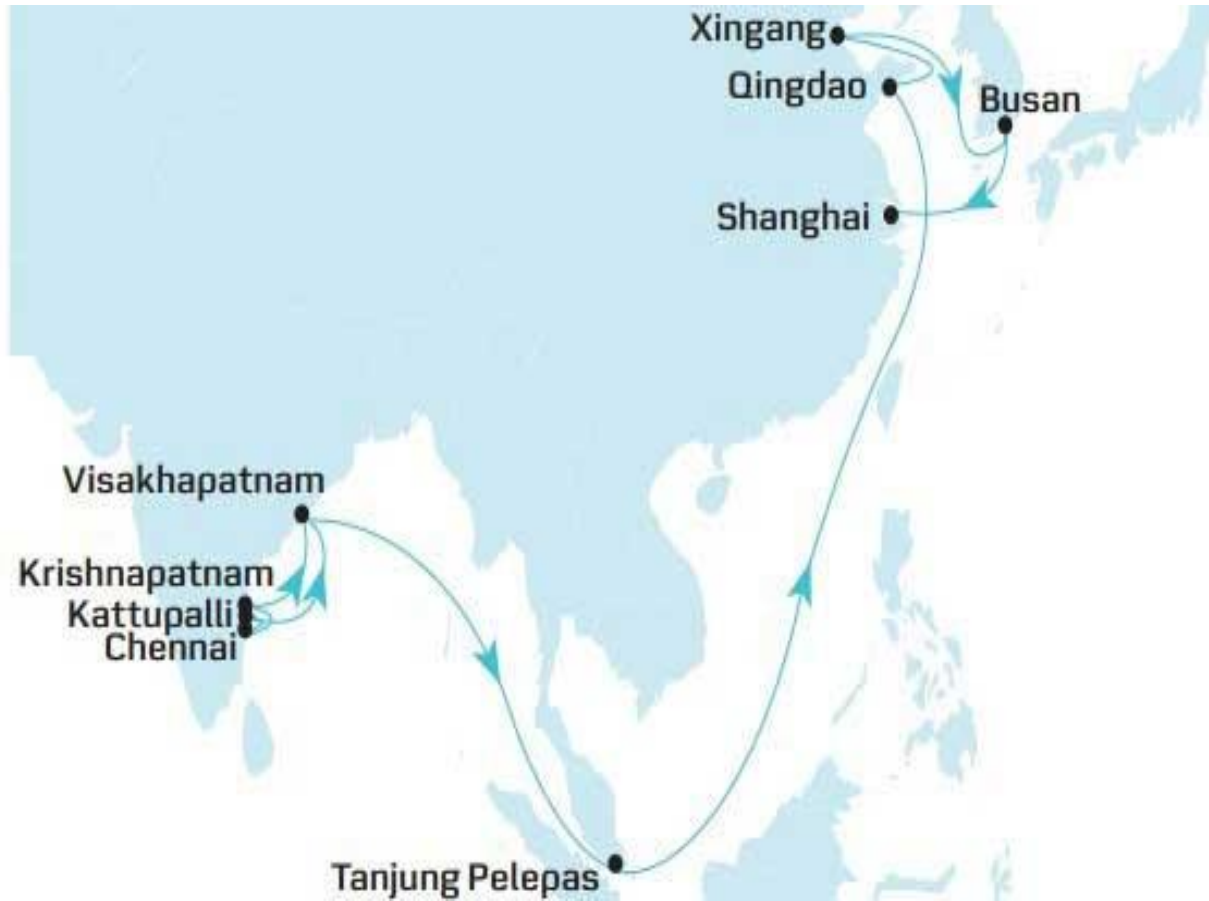 Xingang
Qingdao
Busan
Shanghai
Visakhapatnam
Krishnapatnam
Kattupalli
Chennai
Tanjung Pelepas